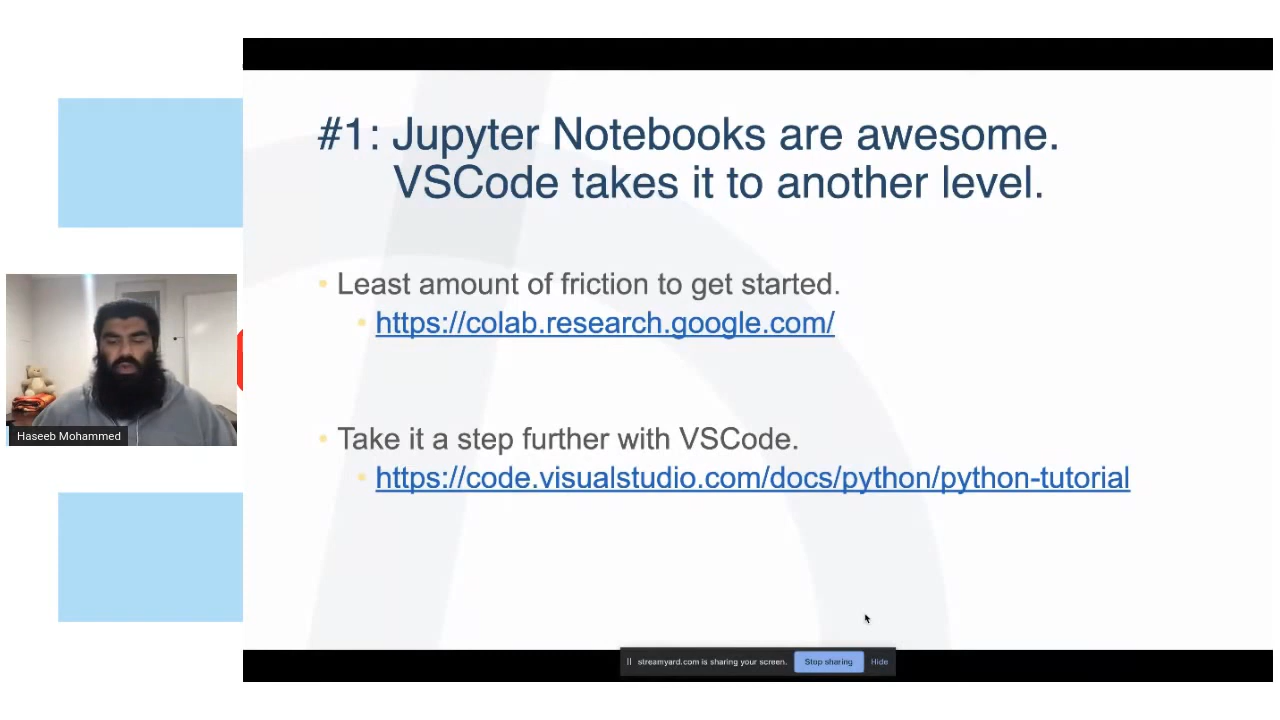 #1: Jupyter Notebooks are awesome.
VSCode takes it to another level.
• Least amount of friction to get started.
• https://colab.research.google.com/
• Take it a step further with VSCode.
• https://code.visualstudio.com/docs/python/python-tutorial
Haseeb Mohammed
streamyard.com is sharing your screen. Stop sharing Hide